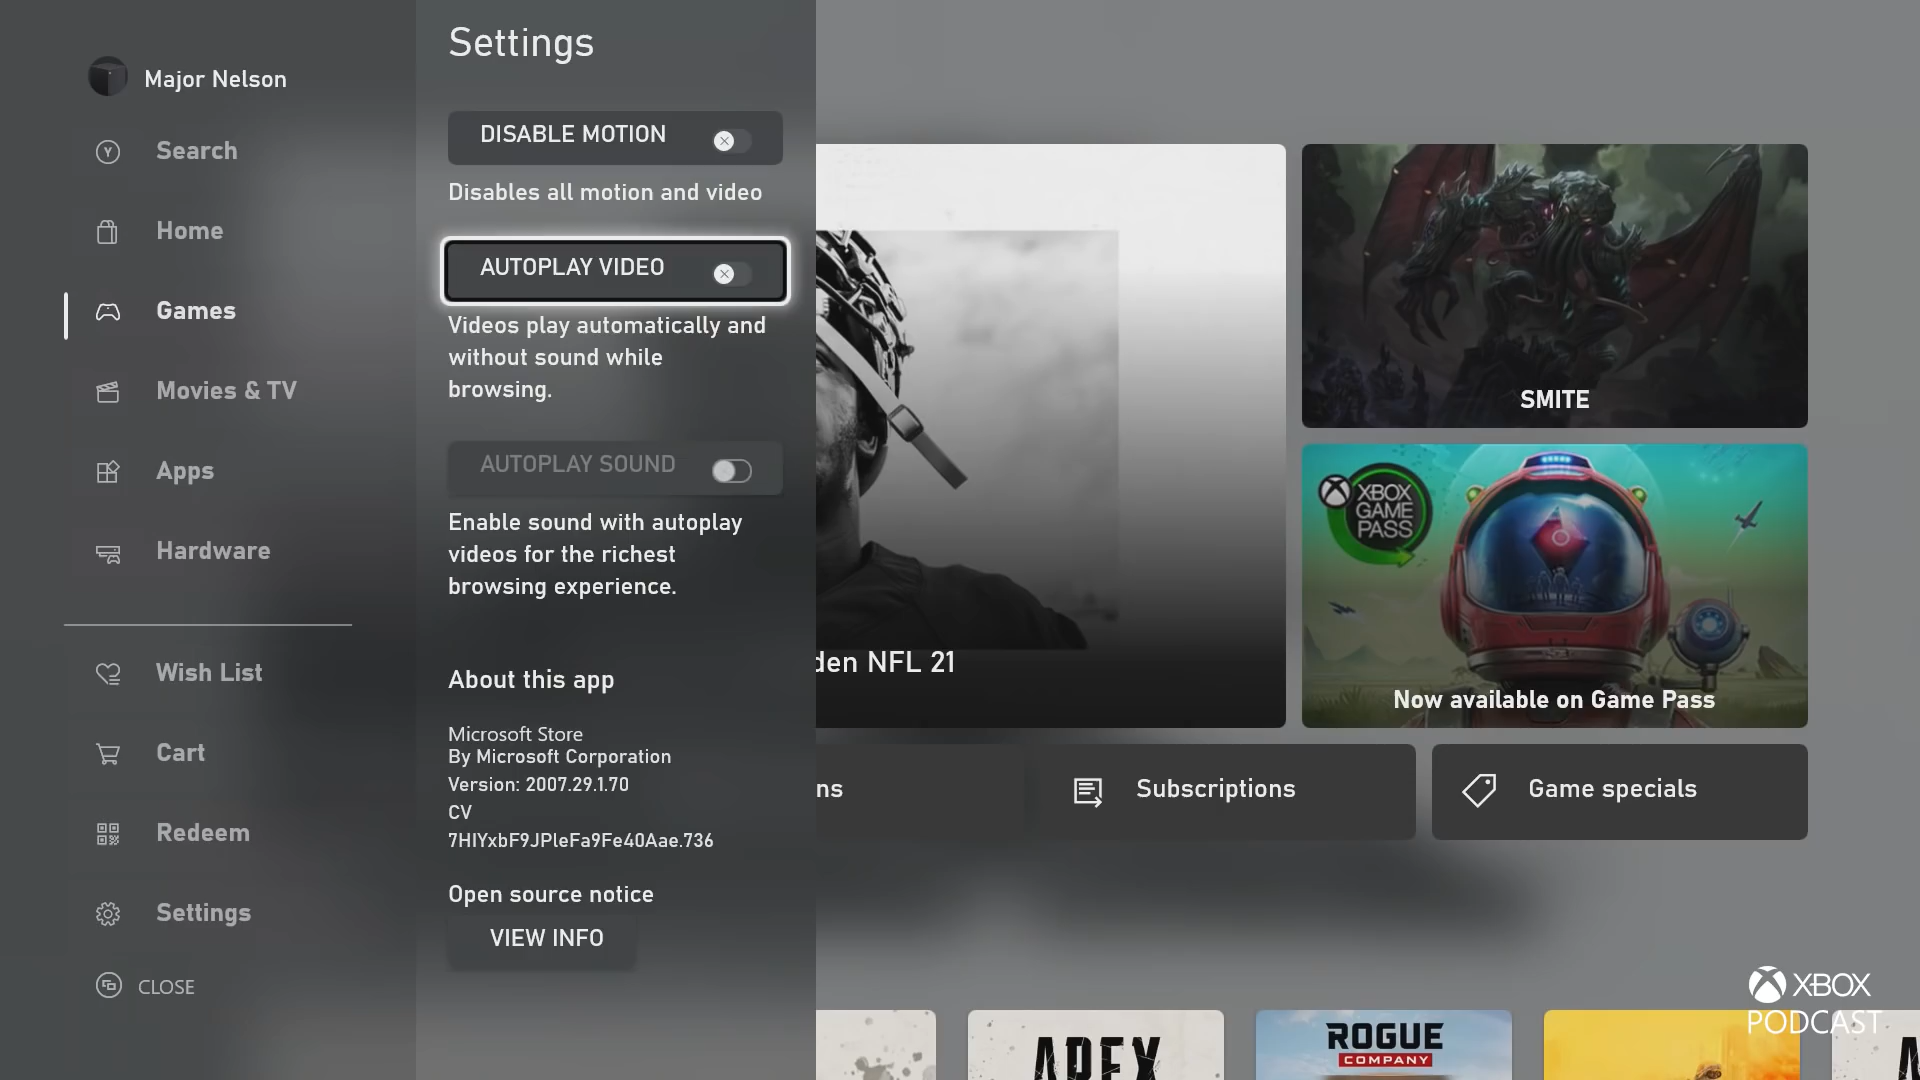 Major Nelson
Search
Home
Games
Movies & TV
Apps
Hardware
Wish List
Cart
Redeem
Settings
CLOSE
Settings
DISABLE MOTION
Disables all motion and video
AUTOPLAY VIDEO
Videos play automatically and
without sound while
browsing.
AUTOPLAY SOUND
Enable sound with autoplay
videos for the richest
browsing experience.
About this app
Microsoft Store
By Microsoft Corporation
Version: 2007.29.1.70
CV
7HIYxbF9JPleFa9Fe40Aae.736
Open source notice
VIEW INFO
den NFL 21
SMITE
XBOX
GAME
PASS
Now available on Game Pass
ns
Subscriptions
Game specials
APEX
ROGUE
COMPANY
XBOX
PODCAST